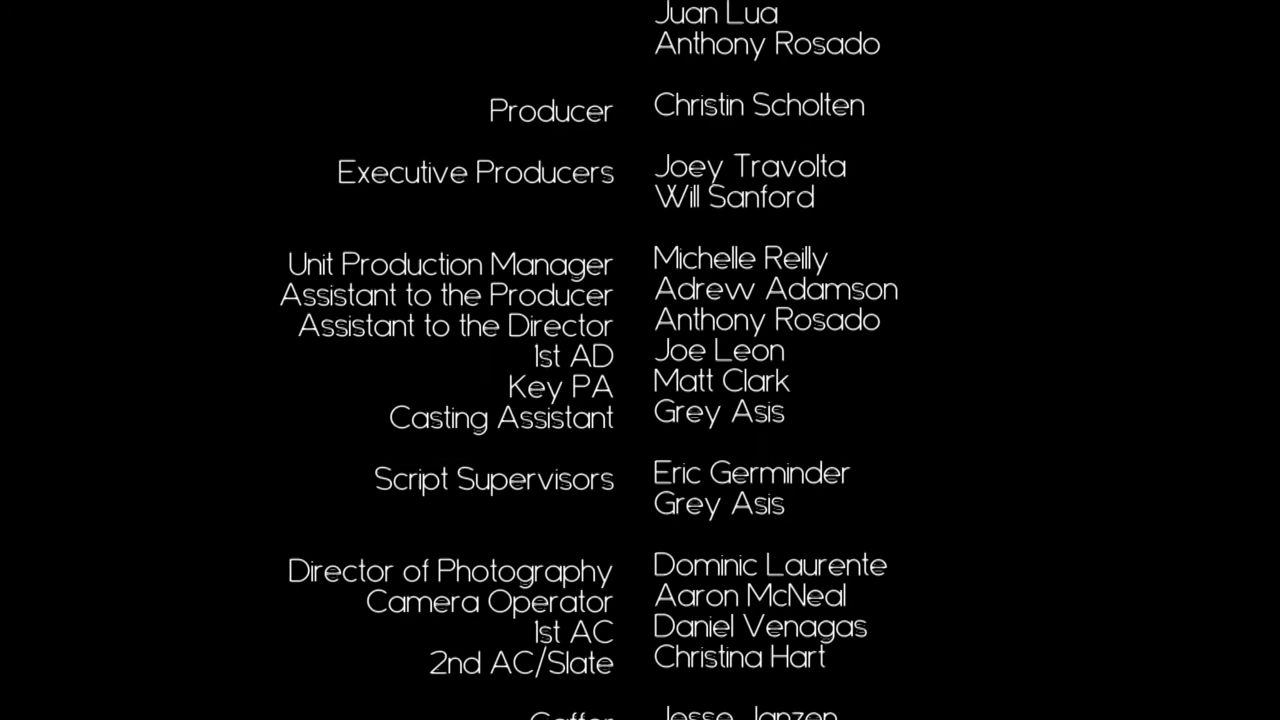 Juan Lua
Anthony Rosado
Producer Christin Scholten
Executive Producers Joey Travolta
Will Sanford
Unit Production Manager Michelle Reilly
Assistant to the Producer Adrew Adamson
Assistant to the Director Anthony Rosado
1st AD Joe Leon
Key PA Matt Clark
Casting Assistant Grey Asis
Script Supervisors Eric Germinder
Grey Asis
Director of Photography Dominic Laurente
Camera Operator Aaron McNeal
1st AC Daniel Venagas
2nd AC/Slate Christina Hart
Gaffer Jesse Janzen